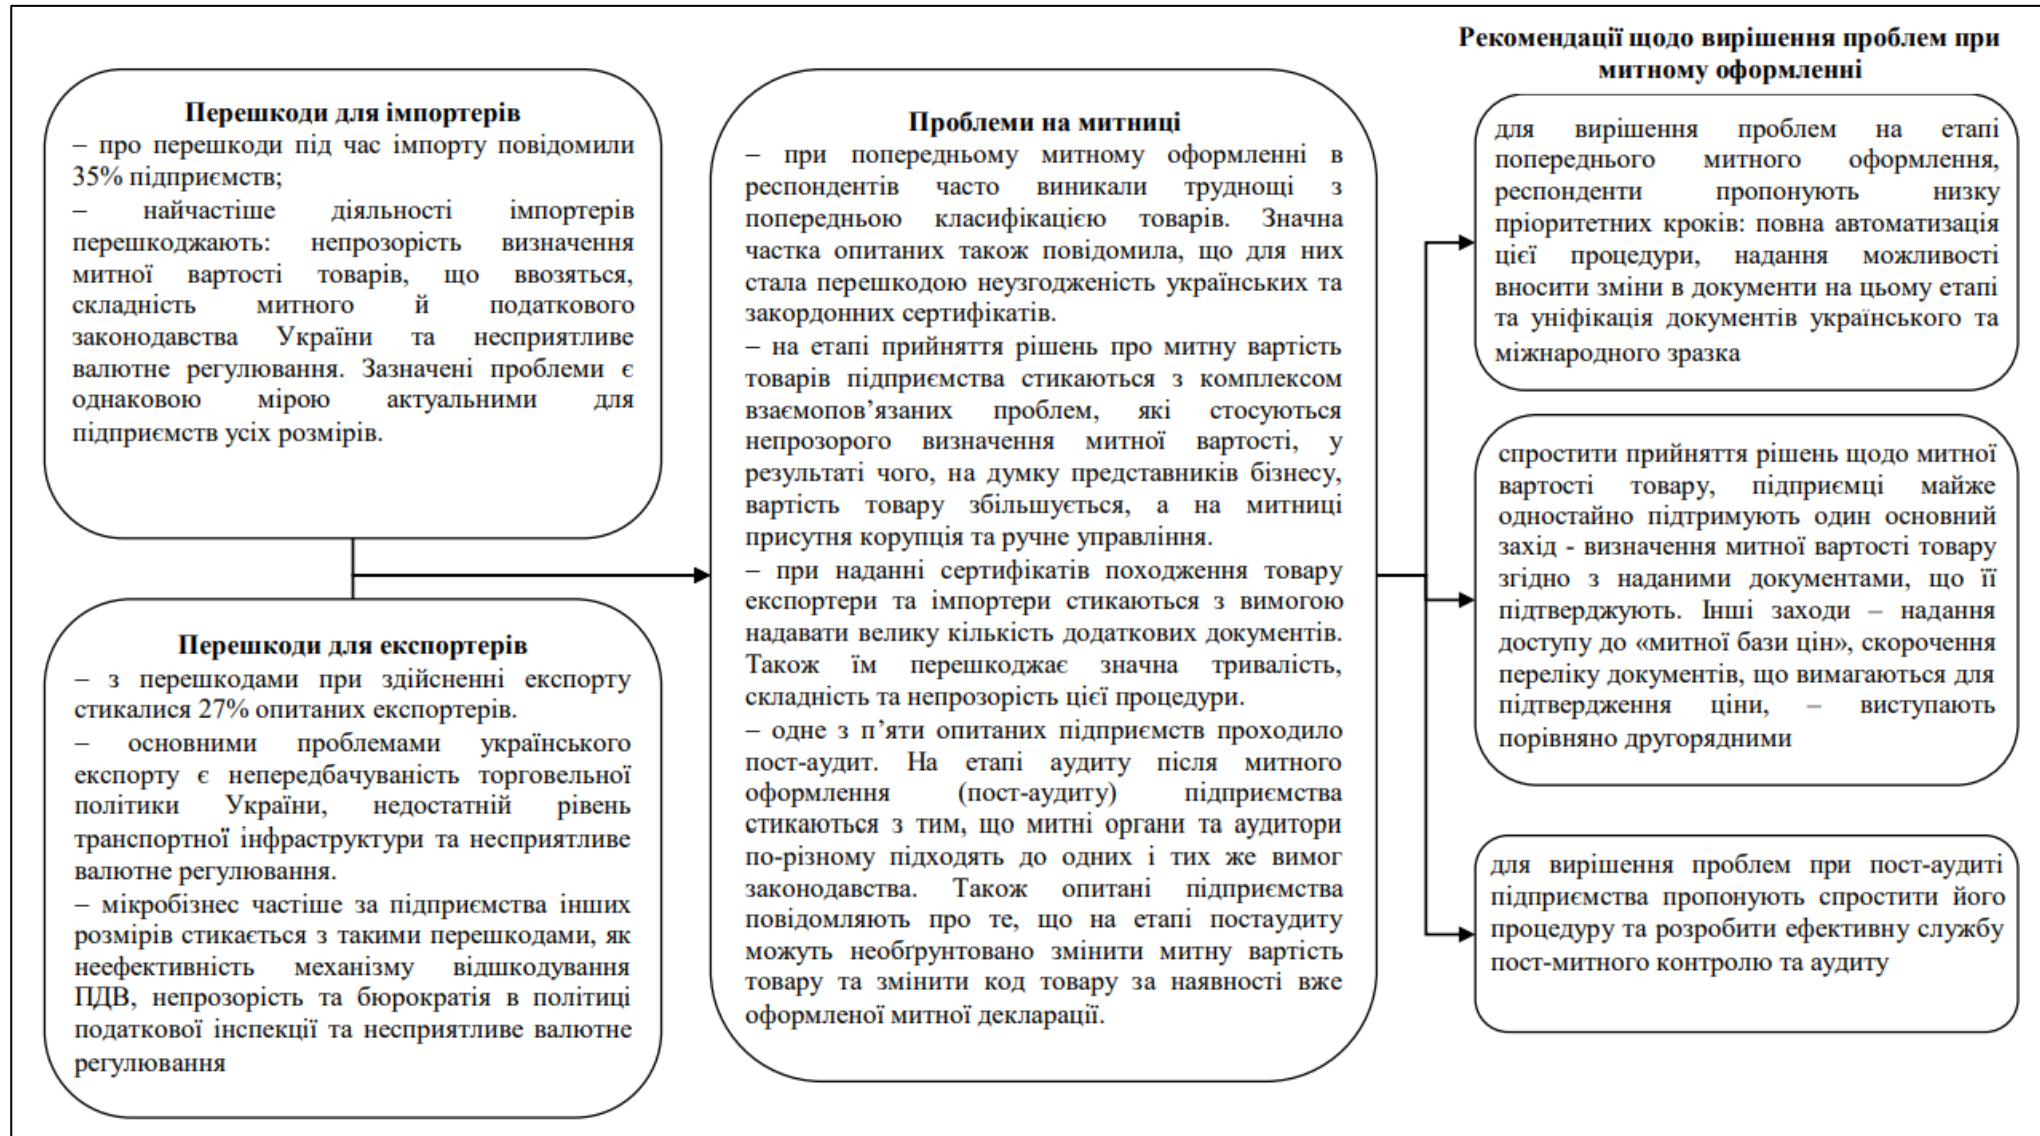 Перешкоди для імпортерів
– про перешкоди під час імпорту повідомили
35% підприємств;
– найчастіше діяльності імпортерів
перешкоджають: непрозорість визначення
митної вартості товарів, що ввозяться,
складність митного й податкового
законодавства України та несприятливе
валютне регулювання. Зазначені проблеми є
однаковою мірою актуальними для
підприємств усіх розмірів.
Перешкоди для експортерів
– з перешкодами при здійсненні експорту
стикалися 27% опитаних експортерів.
– основними проблемами українського
експорту є непередбачуваність торговельної
політики України, недостатній рівень
транспортної інфраструктури та несприятливе
валютне регулювання.
– мікробізнес частіше за підприємства інших
розмірів стикається з такими перешкодами, як
неефективність механізму відшкодування
ПДВ, непрозорість та бюрократія в політиці
податкової інспекції та несприятливе валютне
регулювання
Проблеми на митниці
– при попередньому митному оформленні в
респондентів часто виникали труднощі з
попередньою класифікацією товарів. Значна
частка опитаних також повідомила, що для них
стала перешкодою неузгодженість українських та
закордонних сертифікатів.
– на етапі прийняття рішень про митну вартість
товарів підприємства стикаються з комплексом
взаємопов’язаних проблем, які стосуються
непрозорого визначення митної вартості, у
результаті чого, на думку представників бізнесу,
вартість товару збільшується, а на митниці
присутня корупція та ручне управління.
– при наданні сертифікатів походження товару
експортери та імпортери стикаються з вимогою
надавати велику кількість додаткових документів.
Також їм перешкоджає значна тривалість,
складність та непрозорість цієї процедури.
– одне з п’яти опитаних підприємств проходило
пост-аудит. На етапі аудиту після митного
оформлення (пост-аудиту) підприємства
стикаються з тим, що митні органи та аудитори
по-різному підходять до одних і тих же вимог
законодавства. Також опитані підприємства
повідомляють про те, що на етапі постаудиту
можуть необґрунтовано змінити митну вартість
товару та змінити код товару за наявності вже
оформленої митної декларації.
Рекомендації щодо вирішення проблем при
митному оформленні
для вирішення проблем на етапі
попереднього митного оформлення,
респонденти пропонують низку
пріоритетних кроків: повна автоматизація
цієї процедури, надання можливості
вносити зміни в документи на цьому етапі
та уніфікація документів українського та
міжнародного зразка
спростити прийняття рішень щодо митної
вартості товару, підприємці майже
одностайно підтримують один основний
захід - визначення митної вартості товару
згідно з наданими документами, що її
підтверджують. Інші заходи – надання
доступу до «митної бази цін», скорочення
переліку документів, що вимагаються для
підтвердження ціни, – виступають
порівняно другорядними
для вирішення проблем при пост-аудиті
підприємства пропонують спростити його
процедуру та розробити ефективну службу
пост-митного контролю та аудиту